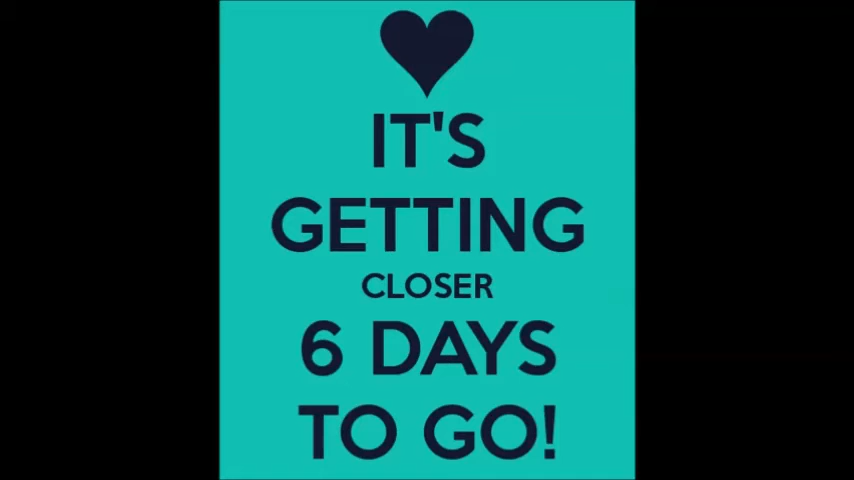 IT'S
GETTING
CLOSER
6 DAYS
TO GO!